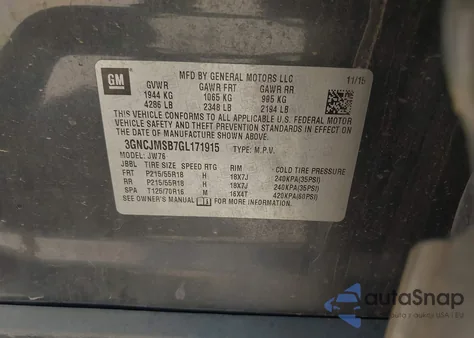 GM
MFD BY GENERAL MOTORS LLC
11/15
GVWR GAWR FRT GAWR RR
1944 KG 1065 KG 995 KG
4286 LB 2348 LB 2194 LB
THIS VEHICLE CONFORMS TO ALL APPLICABLE U.S. FEDERAL MOTOR
VEHICLE SAFETY, BUMPER, AND THEFT PREVENTION STANDARDS IN EFFECT ON
THE DATE OF MANUFACTURE SHOWN ABOVE.
3GNCJMSB7GL171915 TYPE: M.P.V.
MODEL: JW76
JBBL TIRE SIZE SPEED RTG RIM COLD TIRE PRESSURE
FRT P215/55R18 H 18X7J 240KPA(35PSI)
RR P215/55R18 H 18X7J 240KPA(35PSI)
SPA T125/70R16 M 16X4T 420KPA(60PSI)
SEE OWNER'S MANUAL FOR MORE INFORMATION.
autoSnap